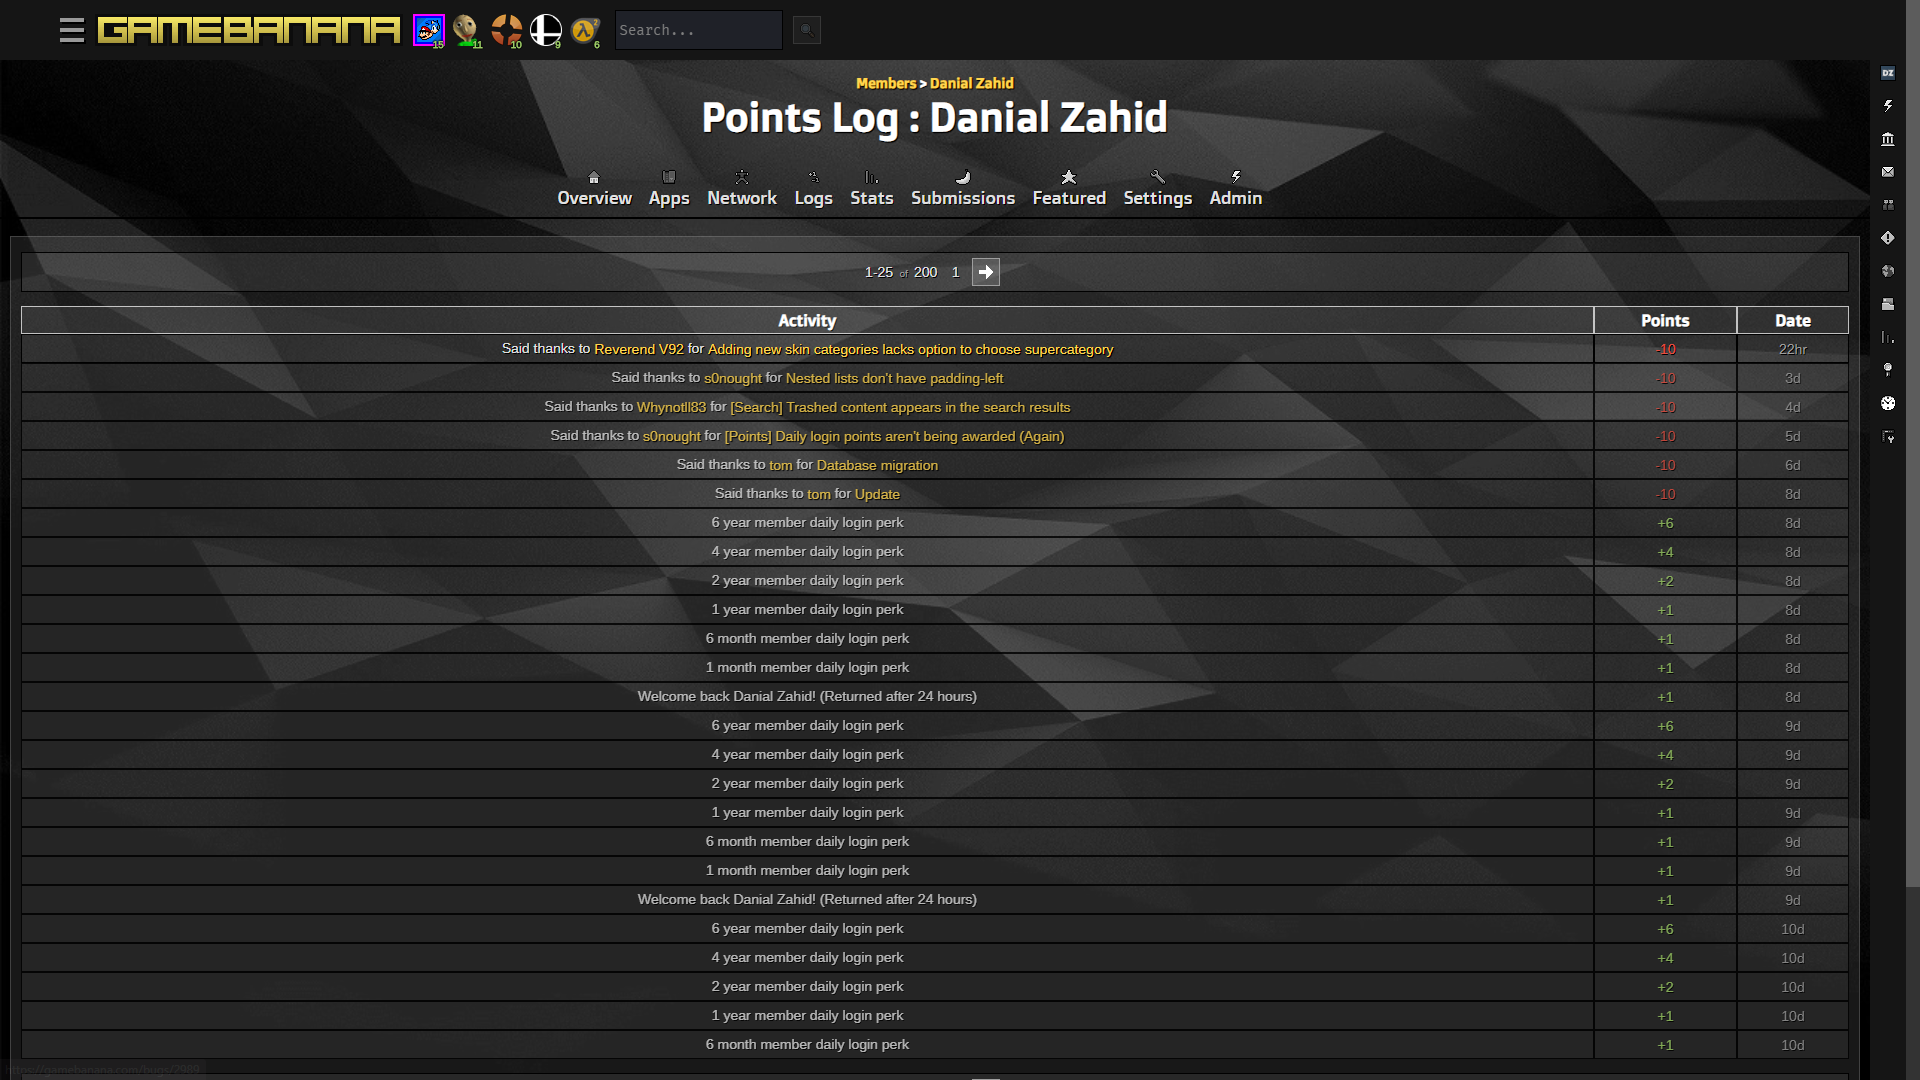 GAMEBANANA
15
11
10
9
6
Search...
DZ
Members > Danial Zahid
Points Log : Danial Zahid
Overview Apps Network Logs Stats Submissions Featured Settings Admin
1-25 of 200 1
Activity Points Date
Said thanks to Reverend V92 for Adding new skin categories lacks option to choose supercategory -10 22hr
Said thanks to s0nought for Nested lists don't have padding-left -10 3d
Said thanks to Whynotll83 for [Search] Trashed content appears in the search results -10 4d
Said thanks to s0nought for [Points] Daily login points aren't being awarded (Again) -10 5d
Said thanks to tom for Database migration -10 6d
Said thanks to tom for Update -10 8d
6 year member daily login perk +6 8d
4 year member daily login perk +4 8d
2 year member daily login perk +2 8d
1 year member daily login perk +1 8d
6 month member daily login perk +1 8d
1 month member daily login perk +1 8d
Welcome back Danial Zahid! (Returned after 24 hours) +1 8d
6 year member daily login perk +6 9d
4 year member daily login perk +4 9d
2 year member daily login perk +2 9d
1 year member daily login perk +1 9d
6 month member daily login perk +1 9d
1 month member daily login perk +1 9d
Welcome back Danial Zahid! (Returned after 24 hours) +1 9d
6 year member daily login perk +6 10d
4 year member daily login perk +4 10d
2 year member daily login perk +2 10d
1 year member daily login perk +1 10d
6 month member daily login perk +1 10d
https://gamebanana.com/bugs/2989